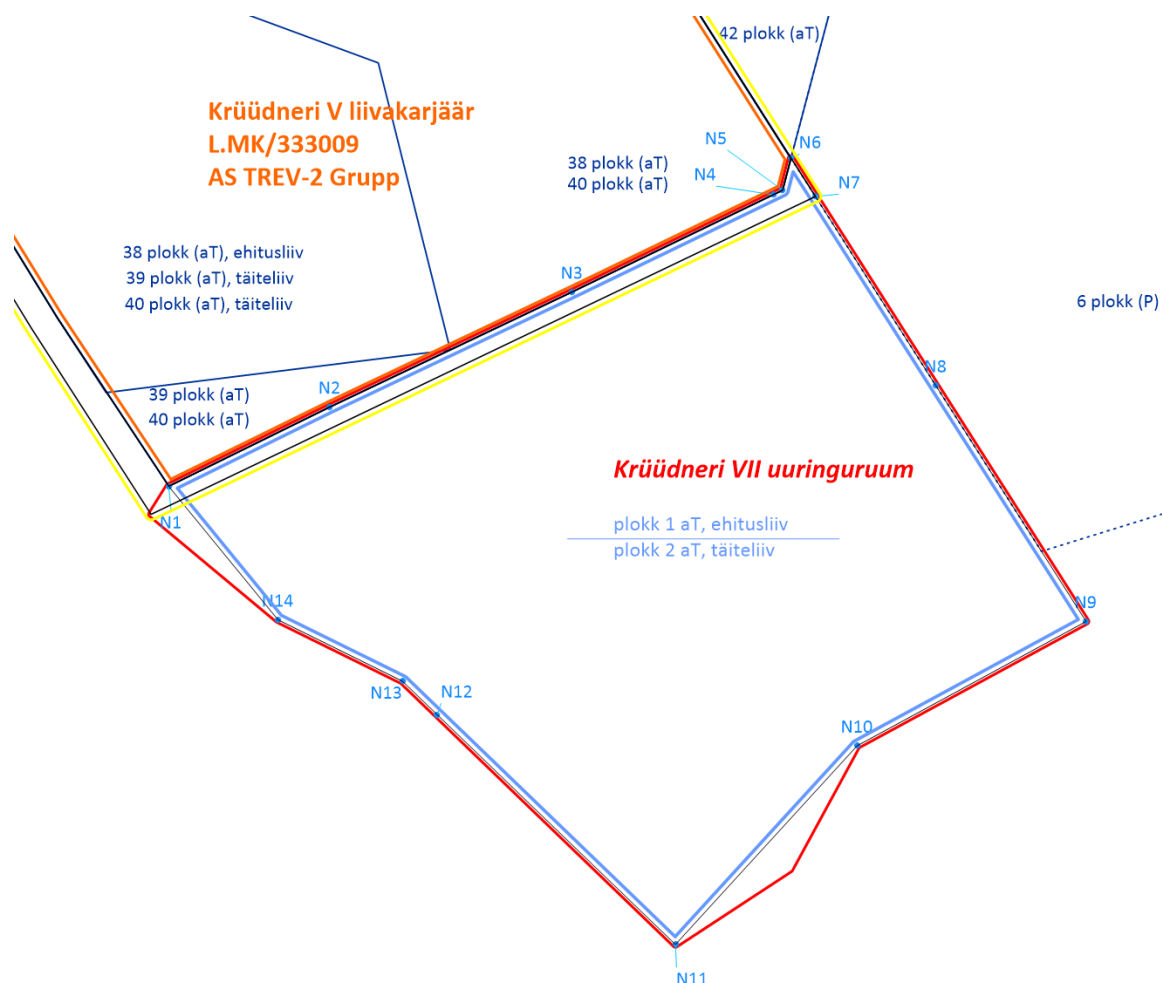 42 plokk (aT)
Krüüdneri V liivakarjäär
L.MK/333009
AS TREV-2 Grupp
N5
N6
38 plokk (aT)
40 plokk (aT)
N4
N7
38 plokk (aT), ehitusliiv
39 plokk (aT), täiteliiv
40 plokk (aT), täiteliiv
N3
6 plokk (P)
N8
N2
39 plokk (aT)
40 plokk (aT)
Krüüdneri VII uuringuruum
N1
plokk 1 aT, ehitusliiv
plokk 2 aT, täiteliiv
N14
N9
N13
N12
N10
N11